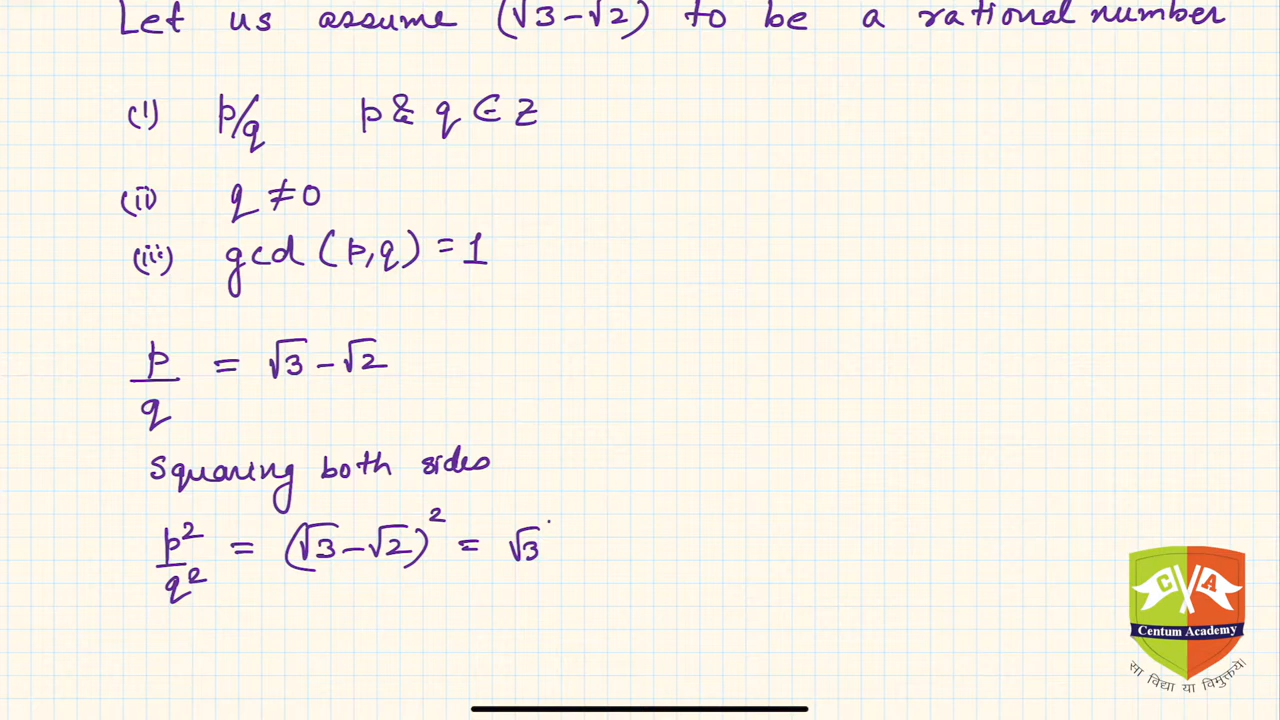 Let us assume (√3-√2) to be a rational number
(i) p/q p & q ∈ Z
(ii) q ≠ 0
(iii) gcd (p,q) = 1
p/q = √3 - √2
Squaring both sides
p²/q² = (√3-√2)² = √3
C A
Centum Academy
सा विद्या या विमुक्तये।